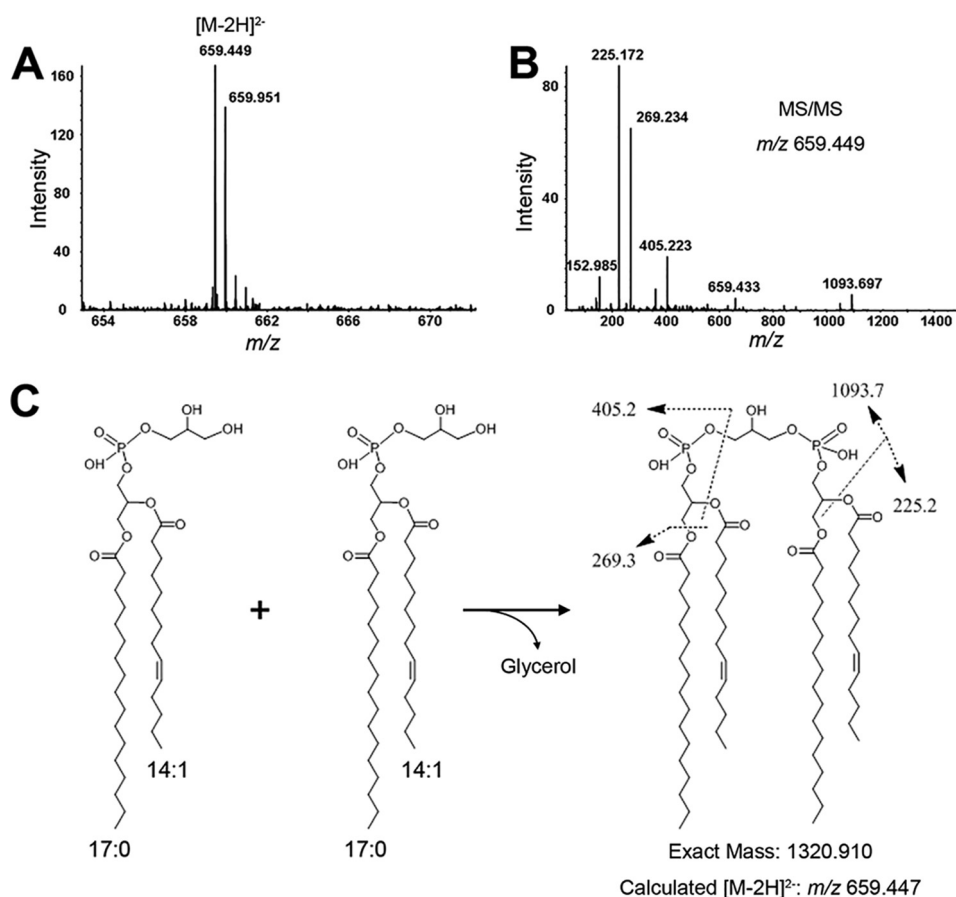 A
[M-2H]²⁻
659.449
659.951
160
120
80
40
0
Intensity
654
658
662
666
670
m/z
B
225.172
269.234
MS/MS
m/z 659.449
405.223
152.985
659.433
1093.697
80
40
0
Intensity
200
400
600
800
1000
1200
1400
m/z
C
OH
OH
O
O
P
OH
O
O
O
O
O
14:1
17:0
+
OH
OH
O
O
P
OH
O
O
O
O
O
14:1
17:0
Glycerol
405.2
1093.7
225.2
269.3
OH
O
O
P
OH
O
O
O
O
O
O
O
P
OH
O
O
O
O
O
Exact Mass: 1320.910
Calculated [M-2H]²⁻: m/z 659.447